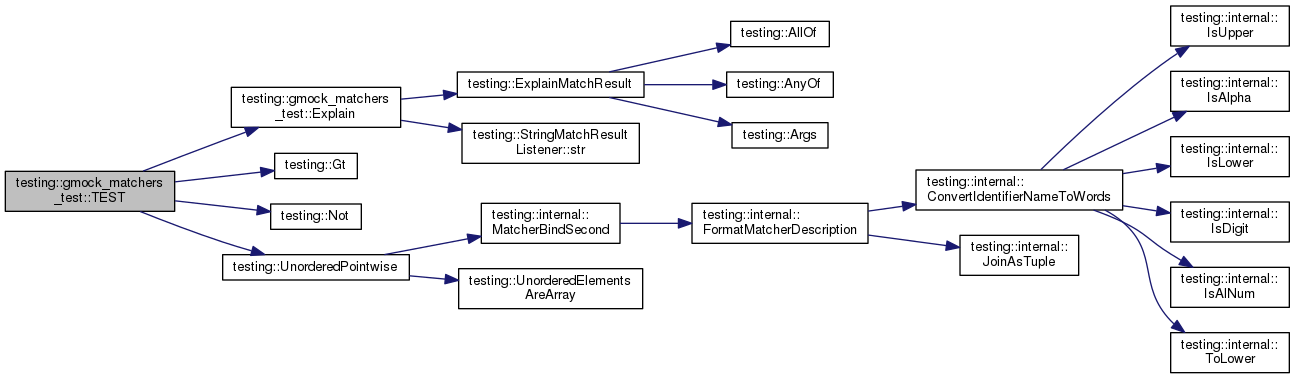 testing::gmock_matchers
_test::TEST
testing::gmock_matchers
_test::Explain
testing::Gt
testing::Not
testing::UnorderedPointwise
testing::ExplainMatchResult
testing::StringMatchResult
Listener::str
testing::internal::
MatcherBindSecond
testing::UnorderedElements
AreArray
testing::AllOf
testing::AnyOf
testing::Args
testing::internal::
FormatMatcherDescription
testing::internal::
ConvertIdentifierNameToWords
testing::internal::
JoinAsTuple
testing::internal::
IsUpper
testing::internal::
IsAlpha
testing::internal::
IsLower
testing::internal::
IsDigit
testing::internal::
IsAlNum
testing::internal::
ToLower